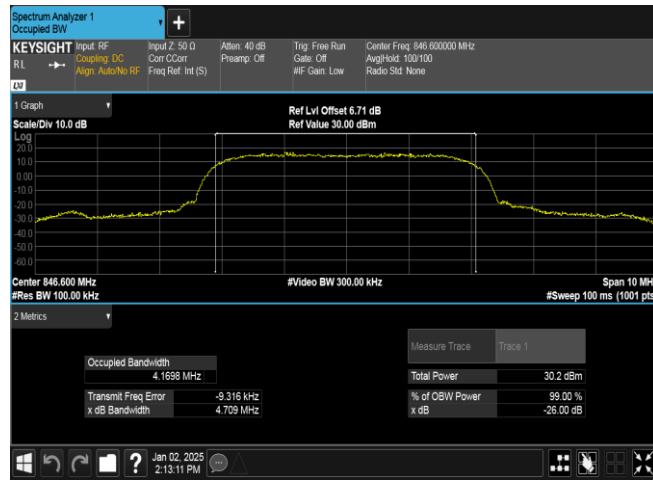 Spectrum Analyzer 1
Occupied BW
+
KEYSIGHT Input: RF Input Z: 50 Ω Atten: 40 dB Trig: Free Run Center Freq: 846.600000 MHz
RL Coupling: DC Corr CCorr Preamp: Off Gate: Off Avg|Hold: 100/100
Align: Auto/No RF Freq Ref: Int (S) #IF Gain: Low Radio Std: None
LXI
1 Graph
Ref Lvl Offset 6.71 dB
Scale/Div 10.0 dB Ref Value 30.00 dBm
Log
20.0
10.0
0.00
-10.0
-20.0
-30.0
-40.0
-50.0
-60.0
Center 846.600 MHz #Video BW 300.00 kHz Span 10 MH
#Res BW 100.00 kHz #Sweep 100 ms (1001 pts
2 Metrics
Measure Trace Trace 1
Occupied Bandwidth
4.1698 MHz Total Power 30.2 dBm
Transmit Freq Error -9.316 kHz % of OBW Power 99.00 %
x dB Bandwidth 4.709 MHz x dB -26.00 dB
? Jan 02, 2025
2:13:11 PM